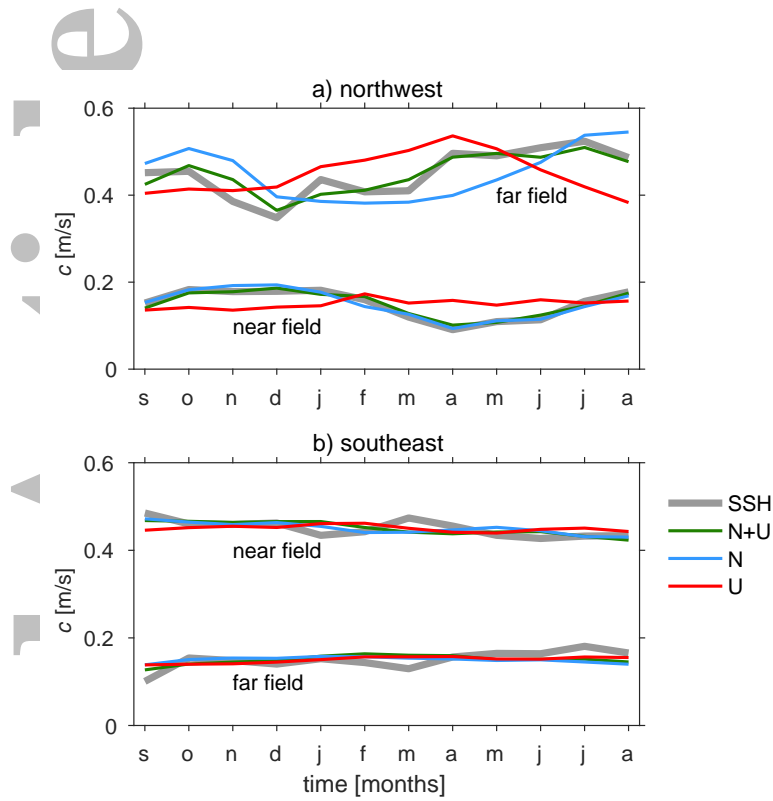 e
a) northwest
0.6
0.4
0.2
0
c [m/s]
far field
near field
s o n d j f m a m j j a
b) southeast
0.6
0.4
0.2
0
c [m/s]
near field
far field
s o n d j f m a m j j a
time [months]
SSH
N+U
N
U